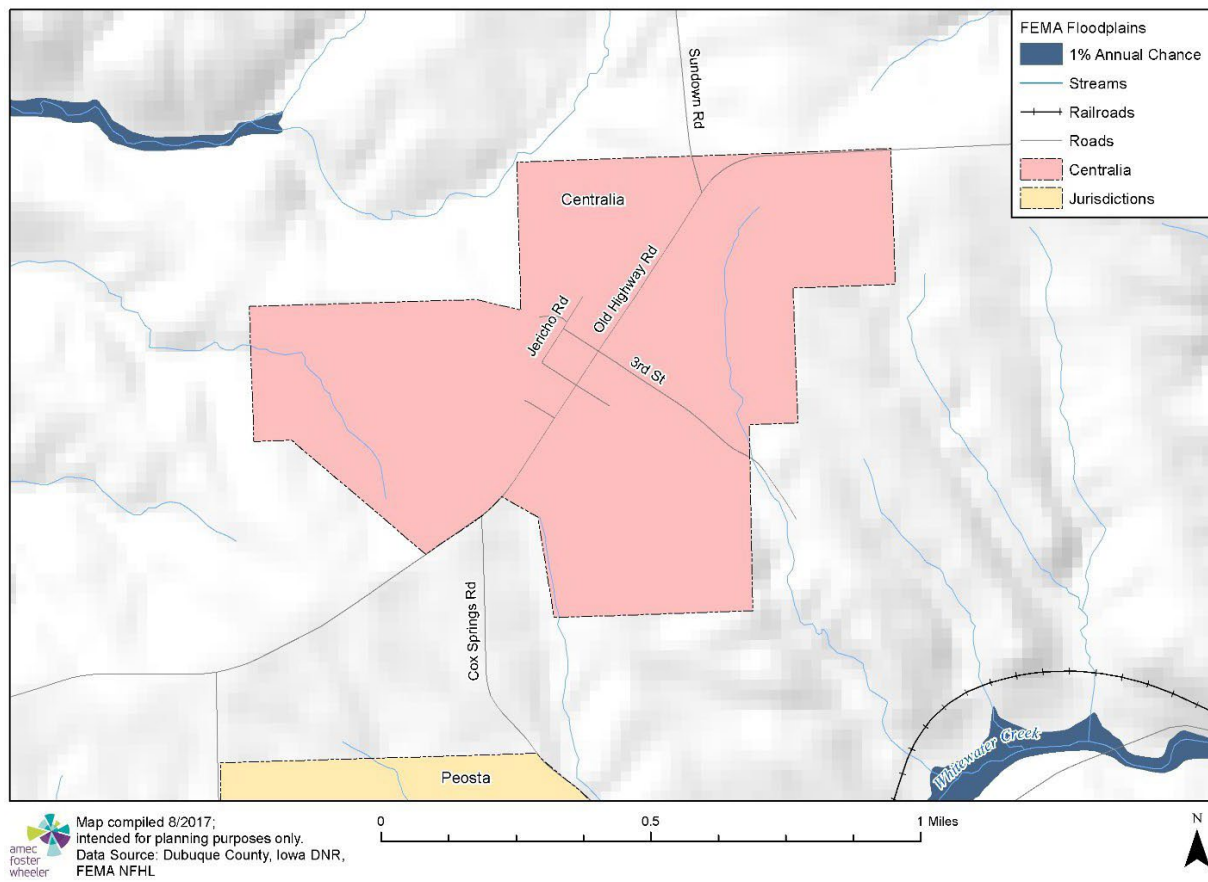 FEMA Floodplains
1% Annual Chance
Streams
Railroads
Roads
Centralia
Jurisdictions
Sundown Rd
Centralia
Old Highway Rd
Jericho Rd
3rd St
Cox Springs Rd
Whitewater Creek
Peosta
amec
foster
wheeler
Map compiled 8/2017;
intended for planning purposes only.
Data Source: Dubuque County, Iowa DNR,
FEMA NFHL
0 0.5 1 Miles
N